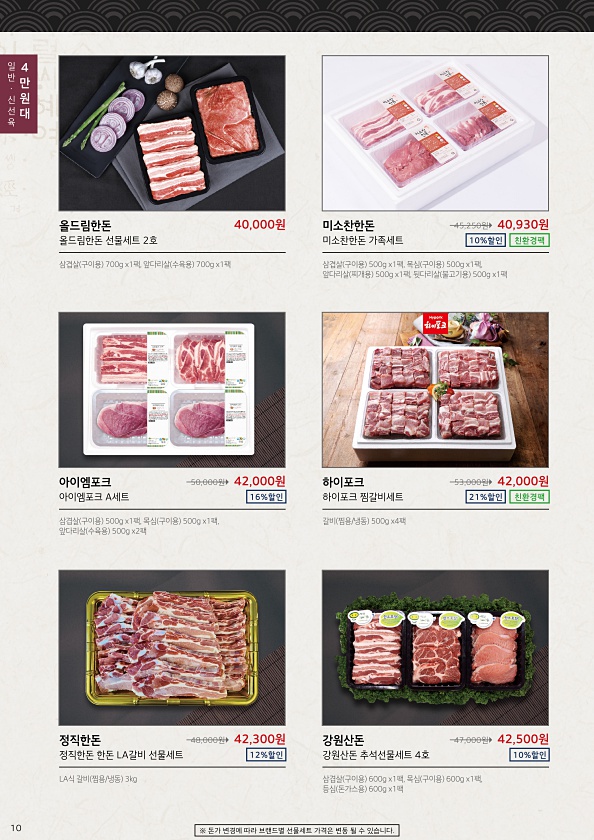 4만원대
일반 · 신선육
올드림한돈 40,000원
올드림한돈 선물세트 2호
삼겹살(구이용) 700g x1팩, 앞다리살(수육용) 700g x1팩
미소찬한돈 45,250원 40,930원
미소찬한돈 가족세트 10%할인 친환경팩
삼겹살(구이용) 500g x1팩, 목심(구이용) 500g x1팩,
앞다리살(찌개용) 500g x1팩, 뒷다리살(불고기용) 500g x1팩
아이엠포크 50,000원 42,000원
아이엠포크 A세트 16%할인
삼겹살(구이용) 500g x1팩, 목심(구이용) 500g x1팩,
앞다리살(수육용) 500g x2팩
하이포크
하이포크 53,000원 42,000원
하이포크 찜갈비세트 21%할인 친환경팩
갈비(찜용/냉동) 500g x4팩
정직한돈 48,000원 42,300원
정직한돈 한돈 LA갈비 선물세트 12%할인
LA식 갈비(찜용/냉동) 3kg
강원산돈 47,000원 42,500원
강원산돈 추석선물세트 4호 10%할인
삼겹살(구이용) 600g x1팩, 목심(구이용) 600g x1팩,
등심(돈가스용) 600g x1팩
10
※ 돈가 변경에 따라 브랜드별 선물세트 가격은 변동 될 수 있습니다.